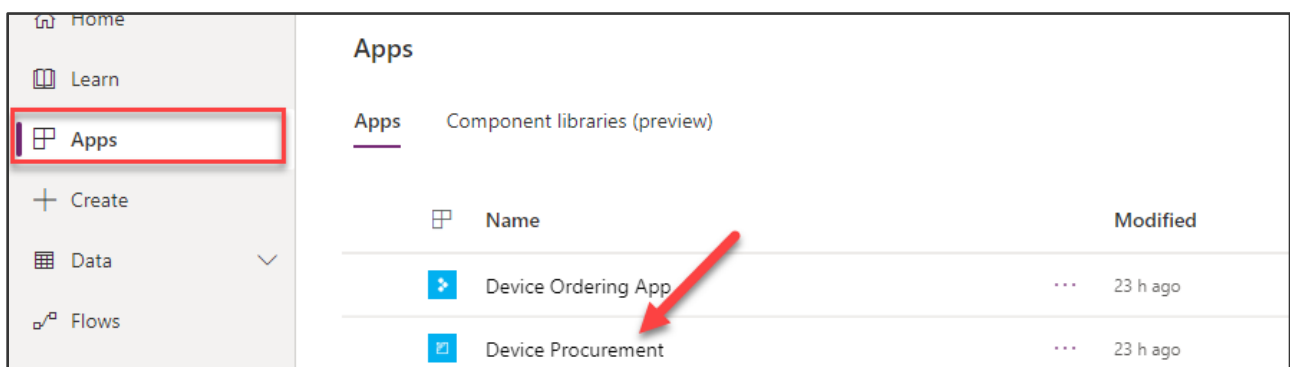 Home
Learn
Apps
Create
Data
Flows
Apps
Apps Component libraries (preview)
Name Modified
Device Ordering App ... 23 h ago
Device Procurement ... 23 h ago